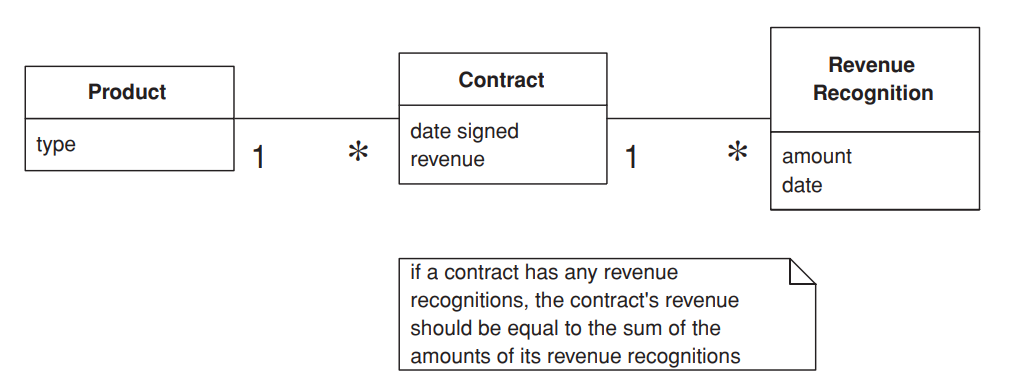 Product
type
1
*
Contract
date signed
revenue
1
*
Revenue
Recognition
amount
date
if a contract has any revenue
recognitions, the contract's revenue
should be equal to the sum of the
amounts of its revenue recognitions